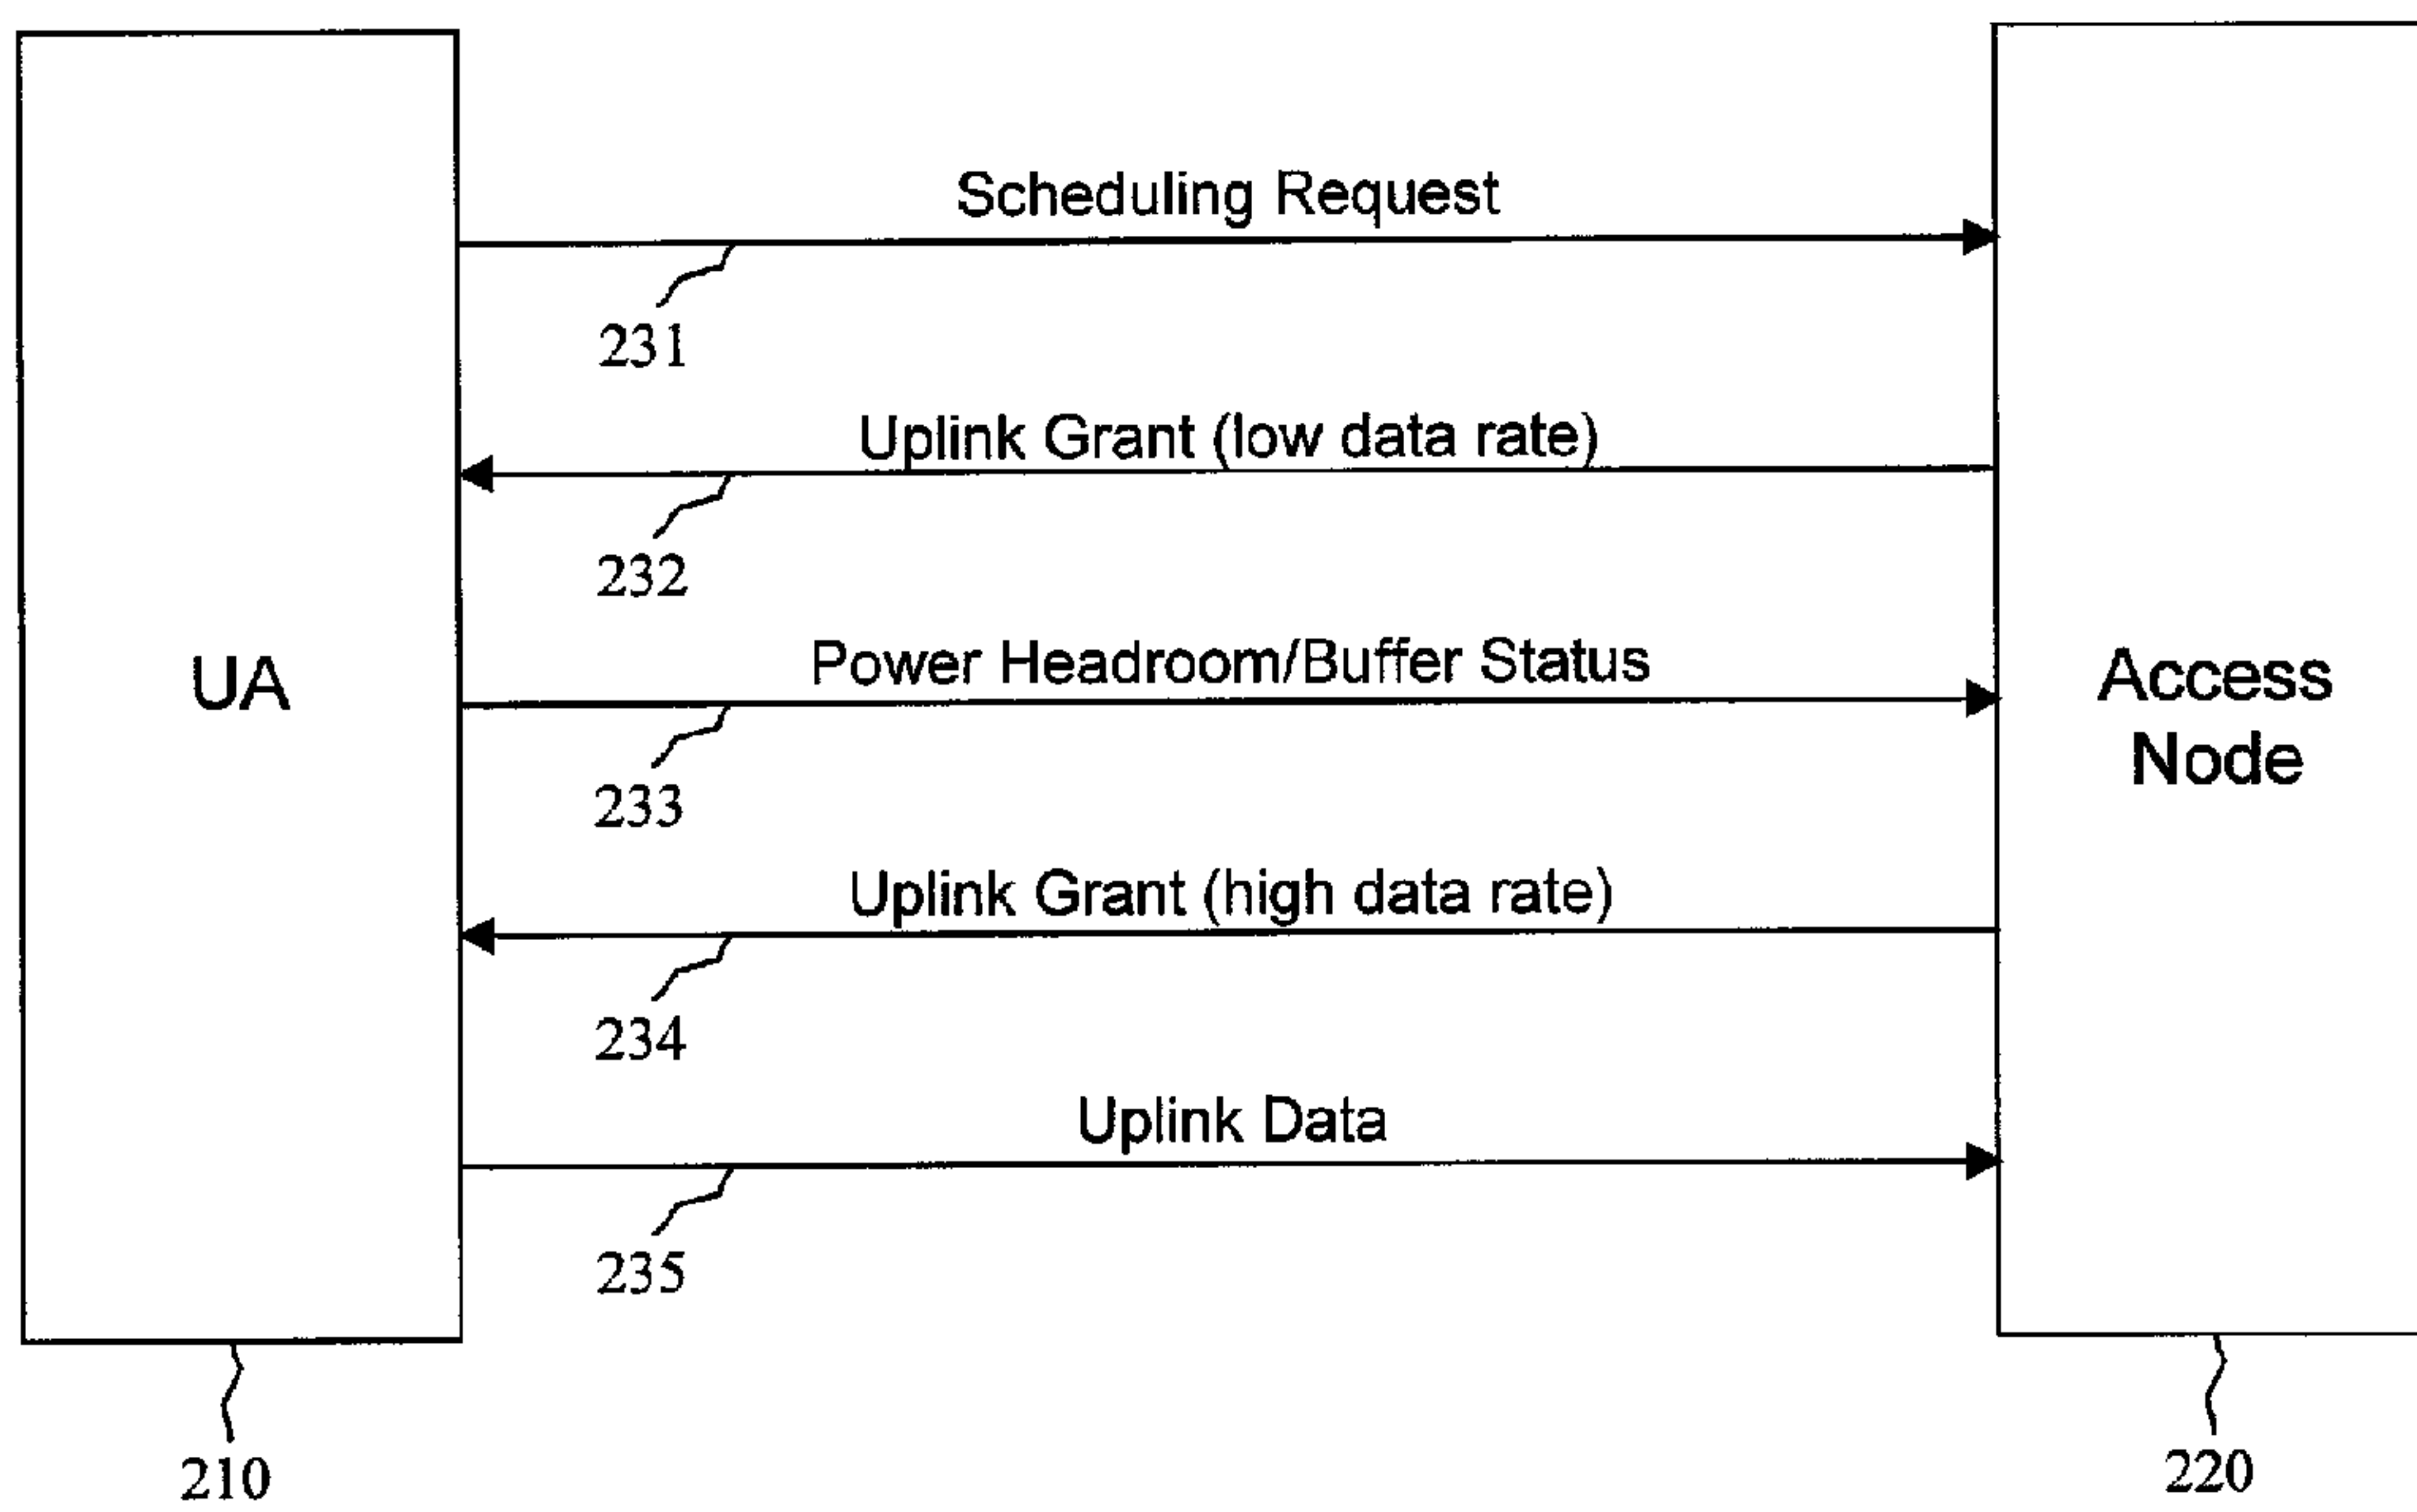 Scheduling Request
231
Uplink Grant (low data rate)
232
Power Headroom/Buffer Status
UA
Access
Node
233
Uplink Grant (high data rate)
234
Uplink Data
235
210
220